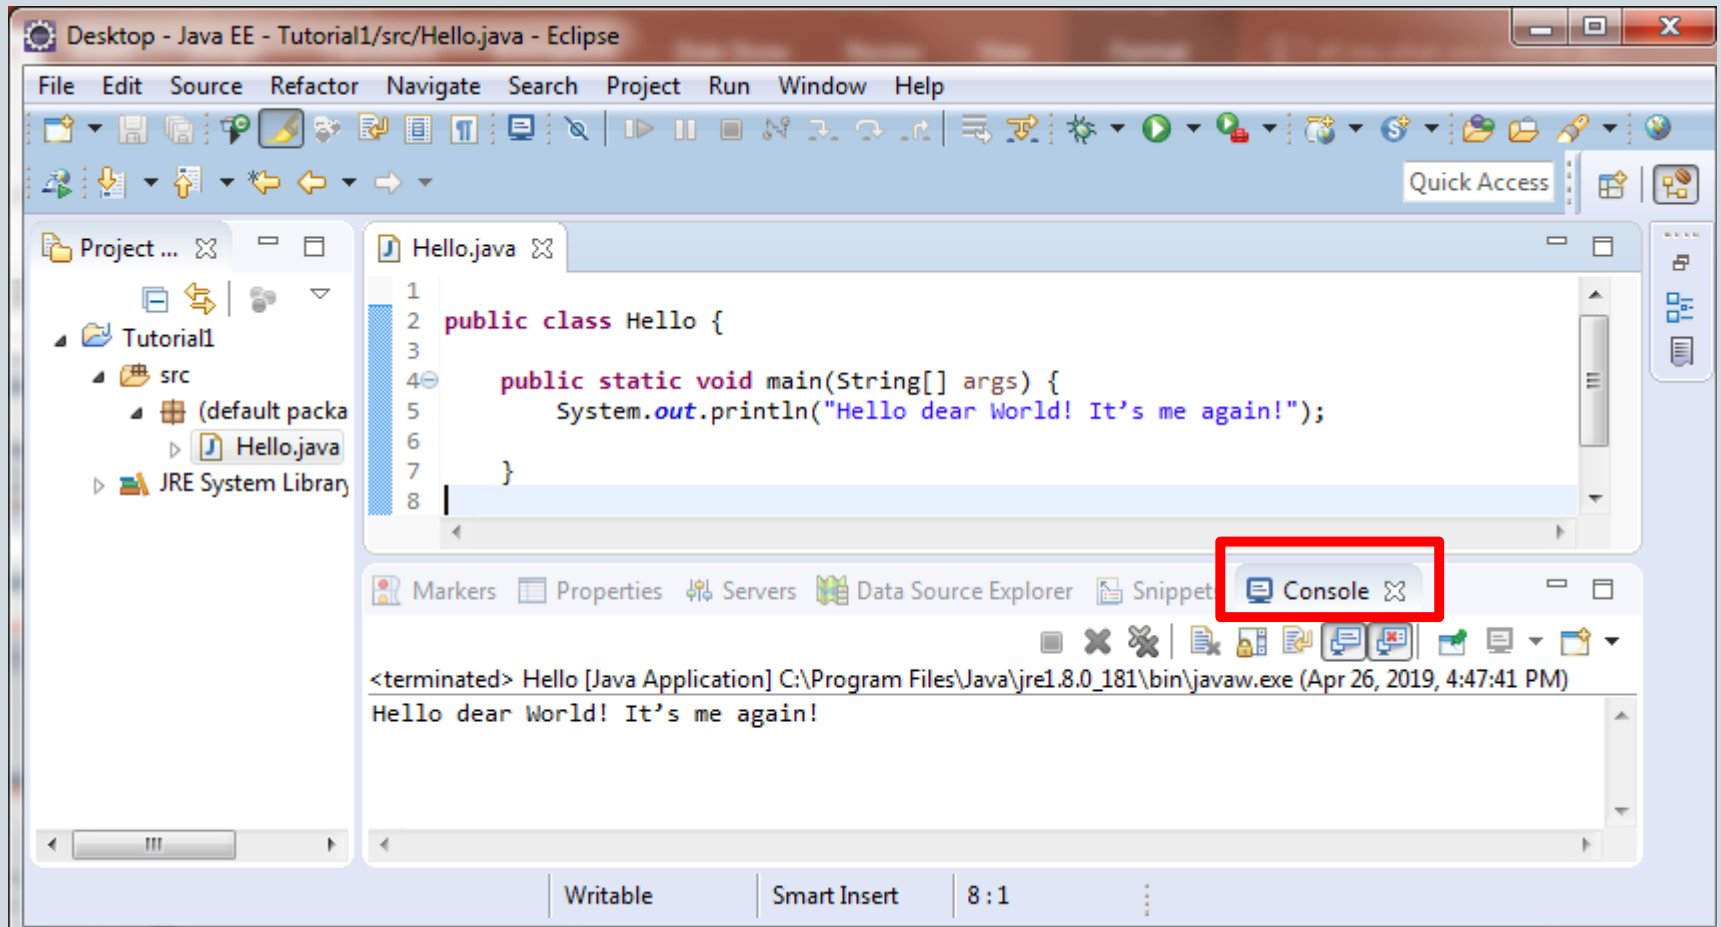 Desktop - Java EE - Tutorial1/src/Hello.java - Eclipse
File Edit Source Refactor Navigate Search Project Run Window Help
Quick Access
Project ...
Tutorial1
src
(default packa
Hello.java
JRE System Library
Hello.java
1
2 public class Hello {
3
4 public static void main(String[] args) {
5 System.out.println("Hello dear World! It’s me again!");
6
7 }
8
Markers Properties Servers Data Source Explorer Snippets Console
<terminated> Hello [Java Application] C:\Program Files\Java\jre1.8.0_181\bin\javaw.exe (Apr 26, 2019, 4:47:41 PM)
Hello dear World! It’s me again!
Writable Smart Insert 8 : 1